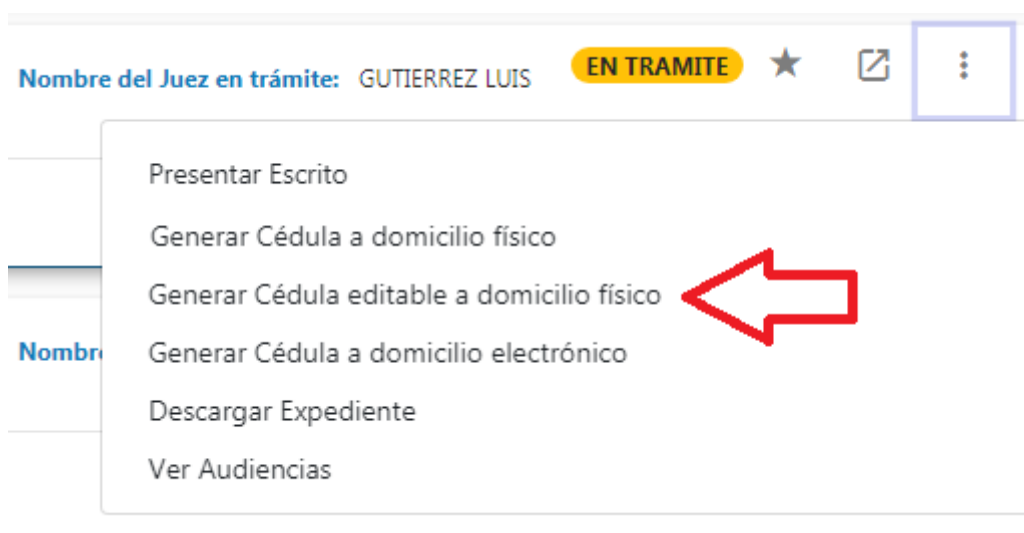 Nombre del Juez en trámite: GUTIERREZ LUIS EN TRAMITE
Presentar Escrito
Generar Cédula a domicilio físico
Generar Cédula editable a domicilio físico
Nombr
Generar Cédula a domicilio electrónico
Descargar Expediente
Ver Audiencias